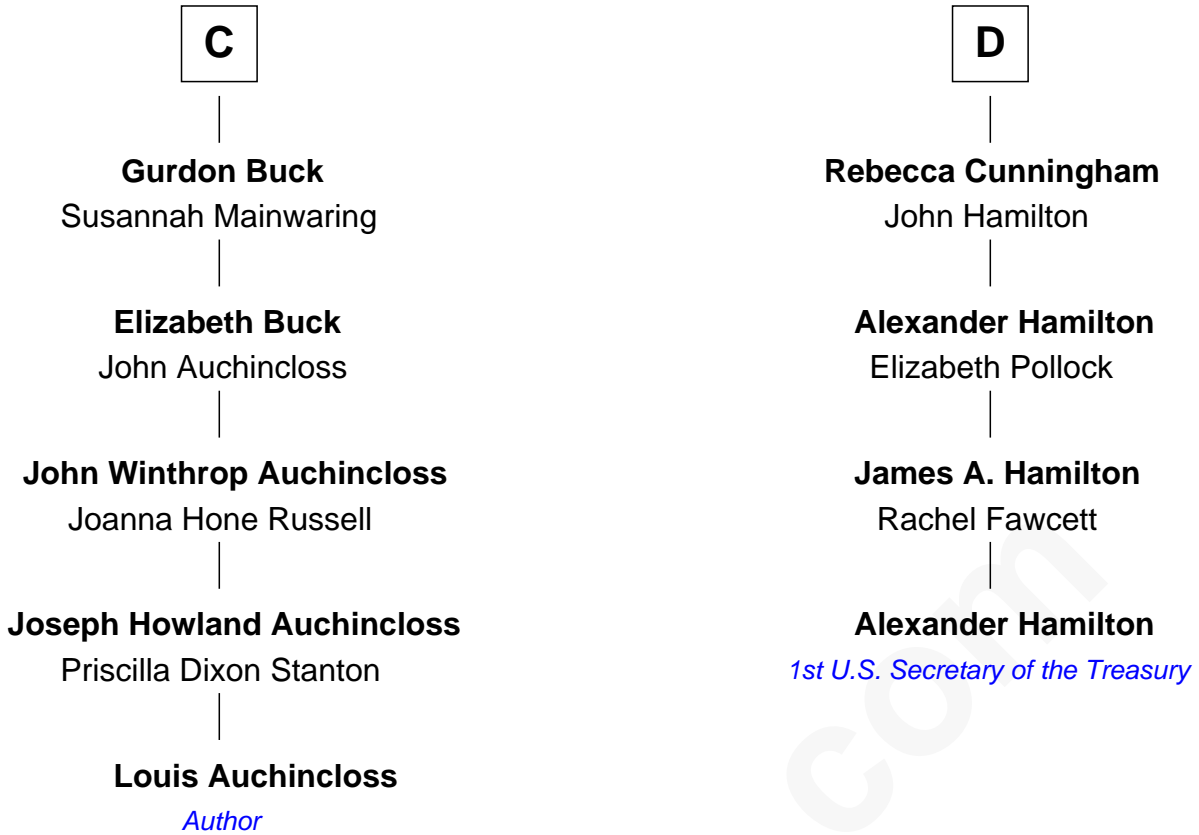 C
Gurdon Buck
Susannah Mainwaring
Elizabeth Buck
John Auchincloss
John Winthrop Auchincloss
Joanna Hone Russell
Joseph Howland Auchincloss
Priscilla Dixon Stanton
Louis Auchincloss
Author
D
Rebecca Cunningham
John Hamilton
Alexander Hamilton
Elizabeth Pollock
James A. Hamilton
Rachel Fawcett
Alexander Hamilton
1st U.S. Secretary of the Treasury
com